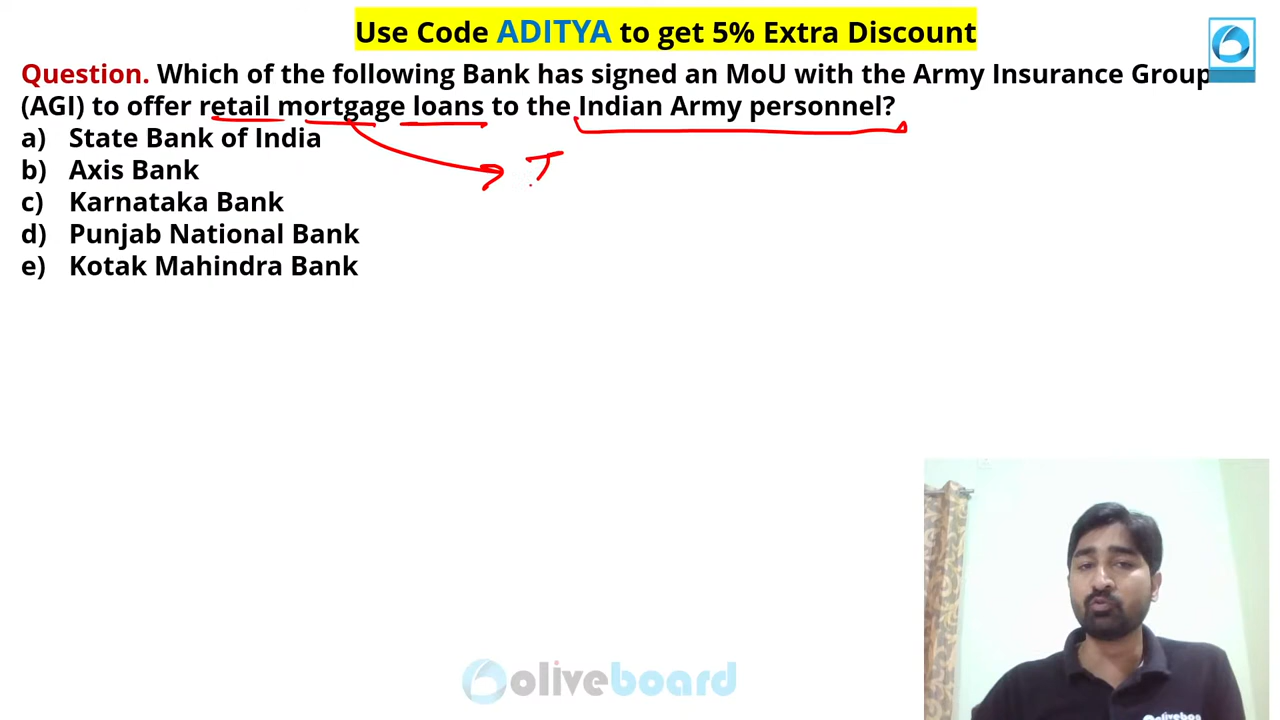 Use Code ADITYA to get 5% Extra Discount
Question. Which of the following Bank has signed an MoU with the Army Insurance Group
(AGI) to offer retail mortgage loans to the Indian Army personnel?
a) State Bank of India
b) Axis Bank
c) Karnataka Bank
d) Punjab National Bank
e) Kotak Mahindra Bank
oliveboard